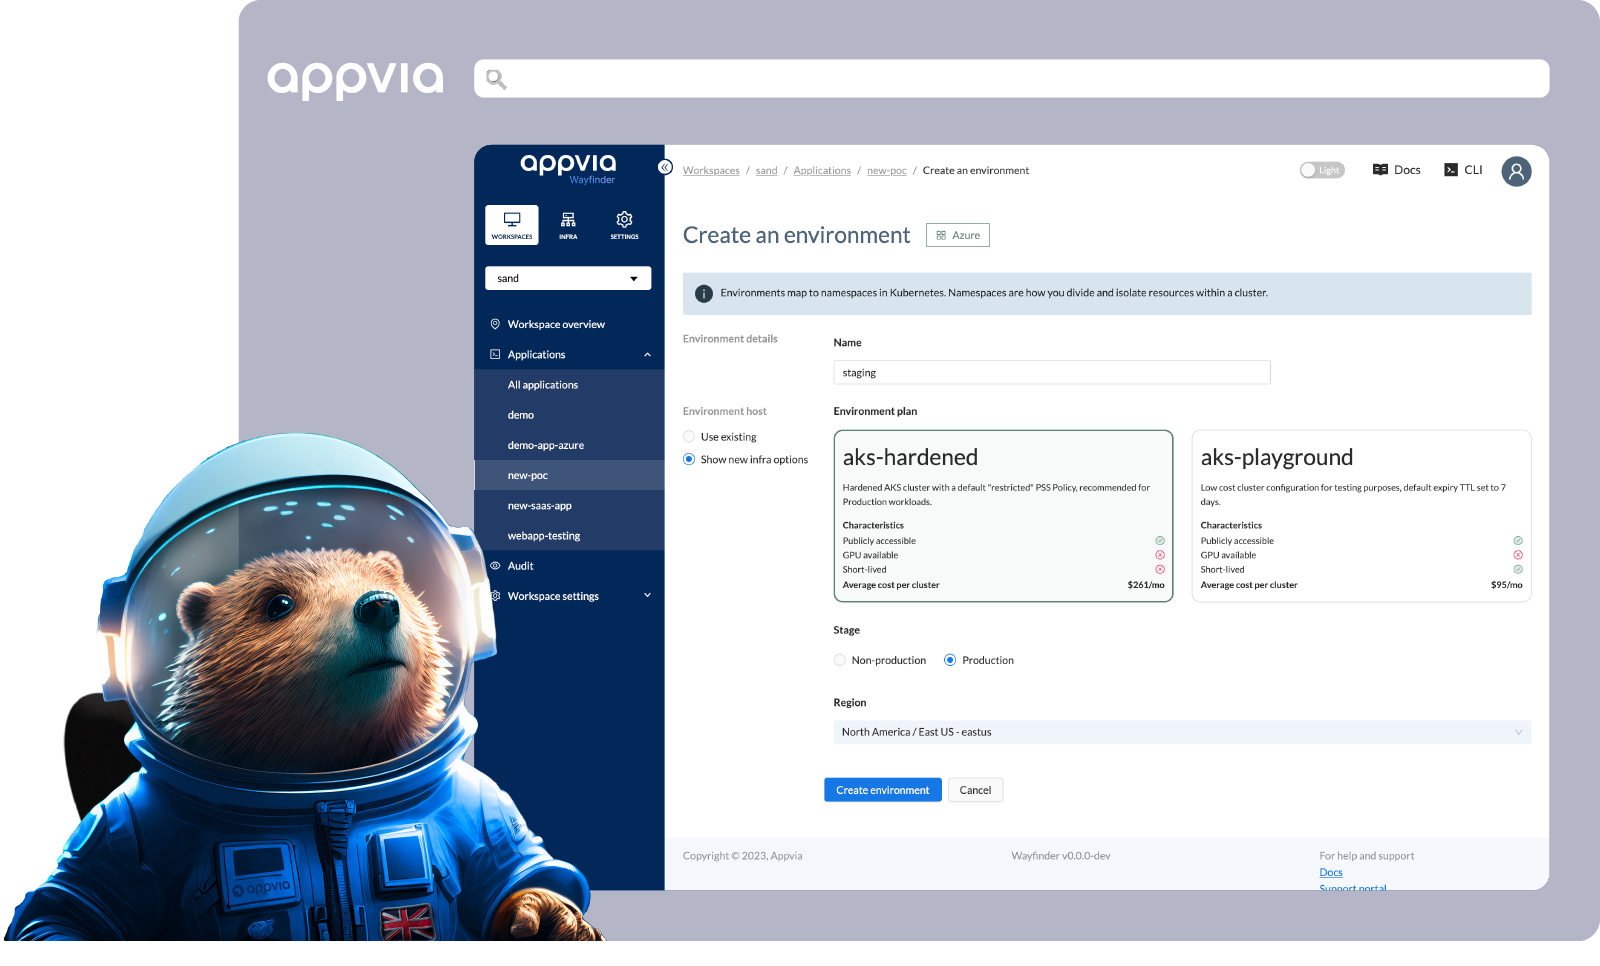 appvia
appvia
Wayfinder
Workspaces / sand / Applications / new-poc / Create an environment
Light
Docs
CLI
WORKSPACES
INFRA
SETTINGS
sand
Workspace overview
Applications
All applications
demo
demo-app-azure
new-poc
new-saas-app
webapp-testing
Audit
Workspace settings
Create an environment
Azure
Environments map to namespaces in Kubernetes. Namespaces are how you divide and isolate resources within a cluster.
Environment details
Name
staging
Environment host
Use existing
Show new infra options
Environment plan
aks-hardened
Hardened AKS cluster with a default "restricted" PSS Policy, recommended for
Production workloads.
Characteristics
Publicly accessible
GPU available
Short-lived
Average cost per cluster $261/mo
aks-playground
Low cost cluster configuration for testing purposes, default expiry TTL set to 7
days.
Characteristics
Publicly accessible
GPU available
Short-lived
Average cost per cluster $95/mo
Stage
Non-production
Production
Region
North America / East US - eastus
Create environment
Cancel
Copyright © 2023, Appvia
Wayfinder v0.0.0-dev
For help and support
Docs
Support portal
appvia